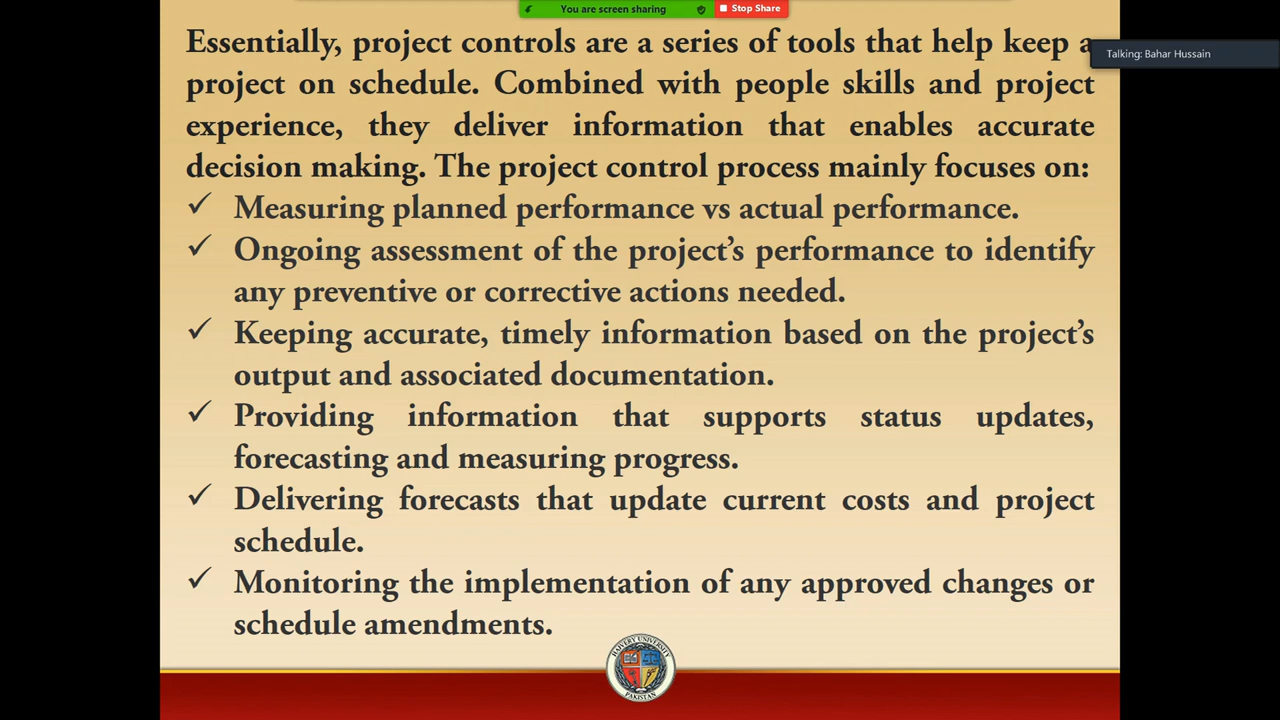 You are screen sharing
Stop Share
Talking: Bahar Hussain
Essentially, project controls are a series of tools that help keep a
project on schedule. Combined with people skills and project
experience, they deliver information that enables accurate
decision making. The project control process mainly focuses on:
✓ Measuring planned performance vs actual performance.
✓ Ongoing assessment of the project’s performance to identify
any preventive or corrective actions needed.
✓ Keeping accurate, timely information based on the project’s
output and associated documentation.
✓ Providing information that supports status updates,
forecasting and measuring progress.
✓ Delivering forecasts that update current costs and project
schedule.
✓ Monitoring the implementation of any approved changes or
schedule amendments.
UNIVERSITY
PAKISTAN